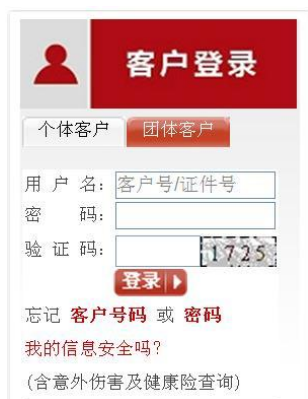 客户登录
个体客户 团体客户
用 户 名: 客户号/证件号
密 码:
验 证 码: 1725
登录
忘记 客户号码 或 密码
我的信息安全吗?
(含意外伤害及健康险查询)